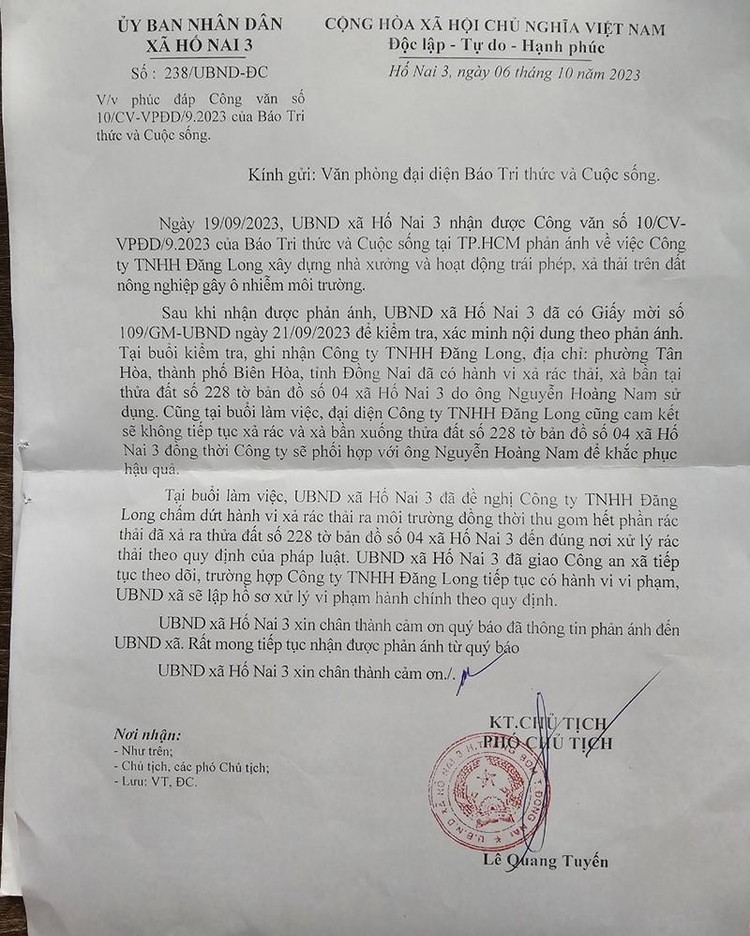 ỦY BAN NHÂN DÂN
XÃ HỐ NAI 3
Số : 238/UBND-ĐC
V/v phúc đáp Công văn số
10/CV-VPĐD/9.2023 của Báo Tri
thức và Cuộc sống.
CỘNG HÒA XÃ HỘI CHỦ NGHĨA VIỆT NAM
Độc lập - Tự do - Hạnh phúc
Hố Nai 3, ngày 06 tháng 10 năm 2023
Kính gửi: Văn phòng đại diện Báo Tri thức và Cuộc sống.
Ngày 19/09/2023, UBND xã Hố Nai 3 nhận được Công văn số 10/CV-
VPĐD/9.2023 của Báo Tri thức và Cuộc sống tại TP.HCM phản ánh về việc Công
ty TNHH Đăng Long xây dựng nhà xưởng và hoạt động trái phép, xả thải trên đất
nông nghiệp gây ô nhiễm môi trường.
Sau khi nhận được phản ánh, UBND xã Hố Nai 3 đã có Giấy mời số
109/GM-UBND ngày 21/09/2023 để kiểm tra, xác minh nội dung theo phản ánh.
Tại buổi kiểm tra, ghi nhận Công ty TNHH Đăng Long, địa chỉ: phường Tân
Hòa, thành phố Biên Hòa, tỉnh Đồng Nai đã có hành vi xả rác thải, xà bần tại
thửa đất số 228 tờ bản đồ số 04 xã Hố Nai 3 do ông Nguyễn Hoàng Nam sử
dụng. Cũng tại buổi làm việc, đại diện Công ty TNHH Đăng Long cũng cam kết
sẽ không tiếp tục xả rác và xà bần xuống thửa đất số 228 tờ bản đồ số 04 xã Hố
Nai 3 đồng thời Công ty sẽ phối hợp với ông Nguyễn Hoàng Nam để khắc phục
hậu quả.
Tại buổi làm việc, UBND xã Hố Nai 3 đã đề nghị Công ty TNHH Đăng
Long chấm dứt hành vi xả rác thải ra môi trường đồng thời thu gom hết phần rác
thải đã xả ra thửa đất số 228 tờ bản đồ số 04 xã Hố Nai 3 đến đúng nơi xử lý rác
thải theo quy định của pháp luật. UBND xã Hố Nai 3 đã giao Công an xã tiếp
tục theo dõi, trường hợp Công ty TNHH Đăng Long tiếp tục có hành vi vi phạm,
UBND xã sẽ lập hồ sơ xử lý vi phạm hành chính theo quy định.
UBND xã Hố Nai 3 xin chân thành cảm ơn quý báo đã thông tin phản ánh đến
UBND xã. Rất mong tiếp tục nhận được phản ánh từ quý báo
UBND xã Hố Nai 3 xin chân thành cảm ơn./.
Nơi nhận:
- Như trên;
- Chủ tịch, các phó Chủ tịch;
- Lưu: VT, ĐC.
KT.CHỦ TỊCH
PHÓ CHỦ TỊCH
U.B.N.D XÃ HỐ NAI 3 H.TRẢNG BOM T.ĐỒNG NAI
Lê Quang Tuyến